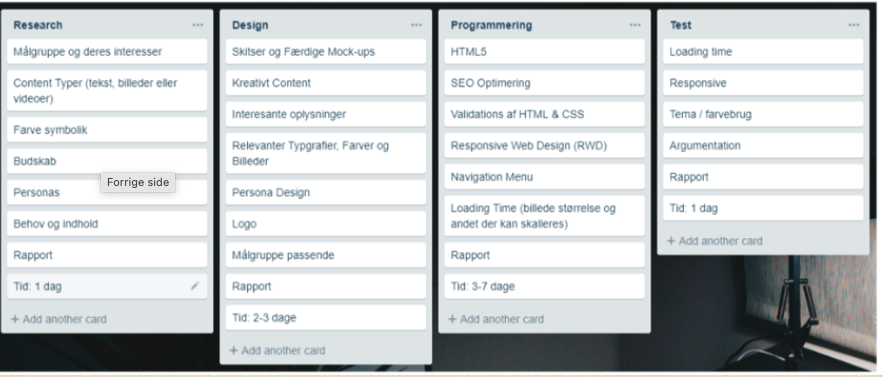 Research
Målgruppe og deres interesser
Content Typer (tekst, billeder eller
videoer)
Farve symbolik
Budskab
Forrige side
Personas
Behov og indhold
Rapport
Tid: 1 dag
+ Add another card
Design
Skitser og Færdige Mock-ups
Kreativt Content
Interesante oplysninger
Relevanter Typgrafier, Farver og
Billeder
Persona Design
Logo
Målgruppe passende
Rapport
Tid: 2-3 dage
+ Add another card
Programmering
HTML5
SEO Optimering
Validations af HTML & CSS
Responsive Web Design (RWD)
Navigation Menu
Loading Time (billede størrelse og
andet der kan skalleres)
Rapport
Tid: 3-7 dage
+ Add another card
Test
Loading time
Responsive
Tema / farvebrug
Argumentation
Rapport
Tid: 1 dag
+ Add another card